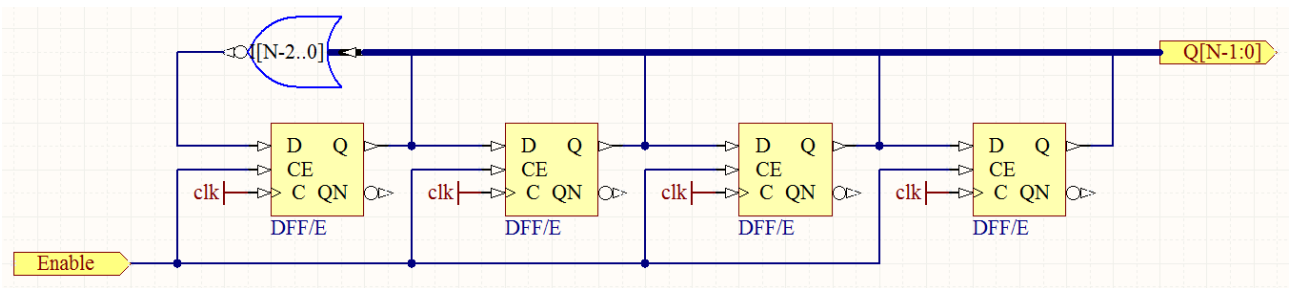 I[N-2..0]
Q[N-1:0]
D Q D Q D Q D Q
CE CE CE CE
clk C QN clk C QN clk C QN clk C QN
DFF/E DFF/E DFF/E DFF/E
Enable